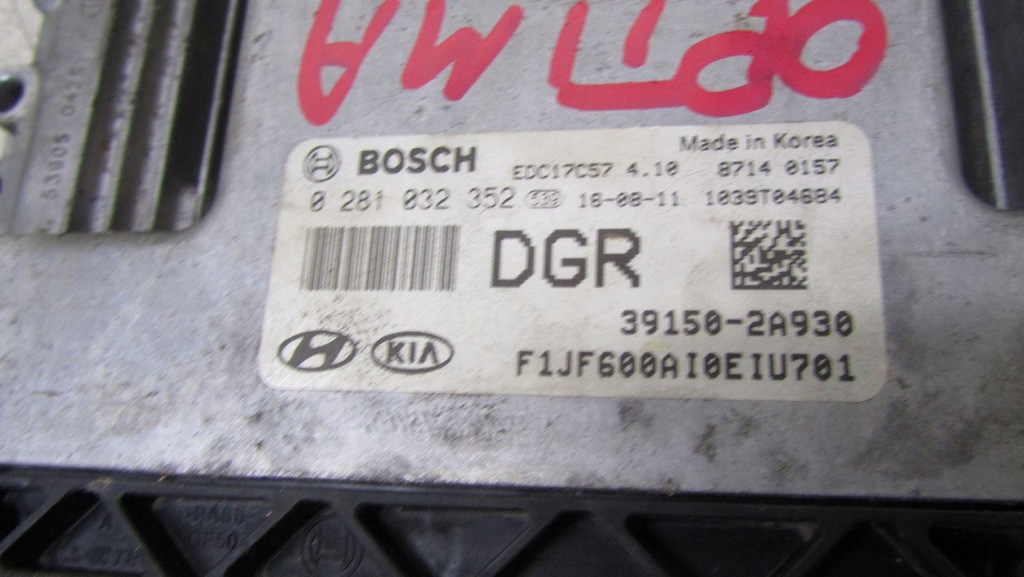 OPTIMA
BOSCH EDC17C57 4.10
Made in Korea
8714 0157
0 281 032 352 539 16-08-11 1039T04684
DGR
39150-2A930
KIA F1JF600AI0EIU701